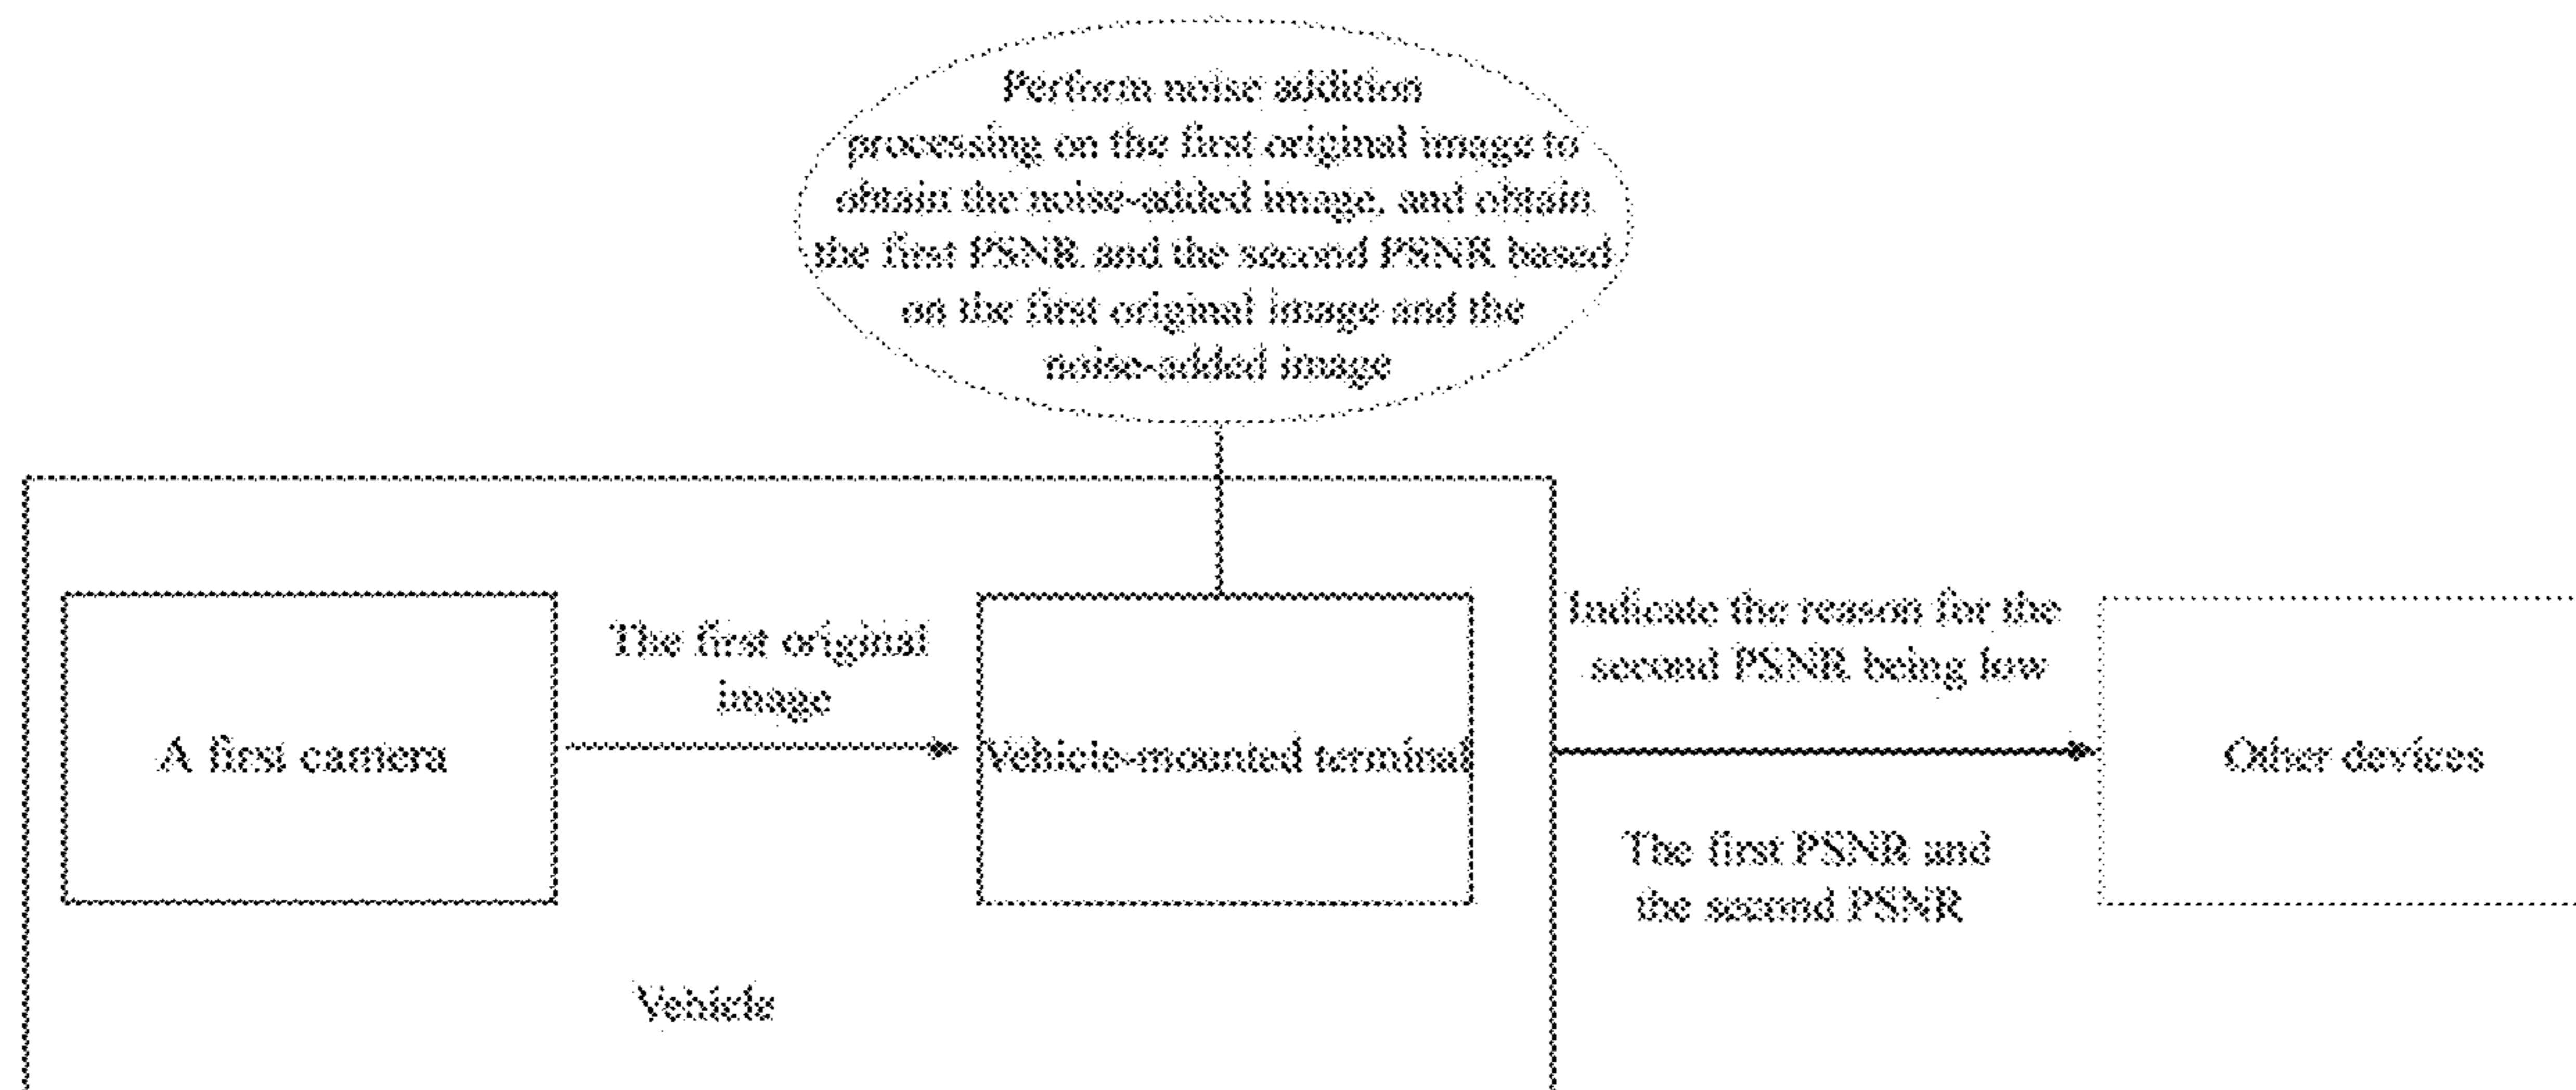 Perform noise addition
processing on the first original image to
obtain the noise-added image, and obtain
the first PSNR and the second PSNR based
on the first original image and the
noise-added image
The first original
image
Indicate the reason for the
second PSNR being low
A first camera
Vehicle-mounted terminal
Other devices
The first PSNR and
the second PSNR
Vehicle